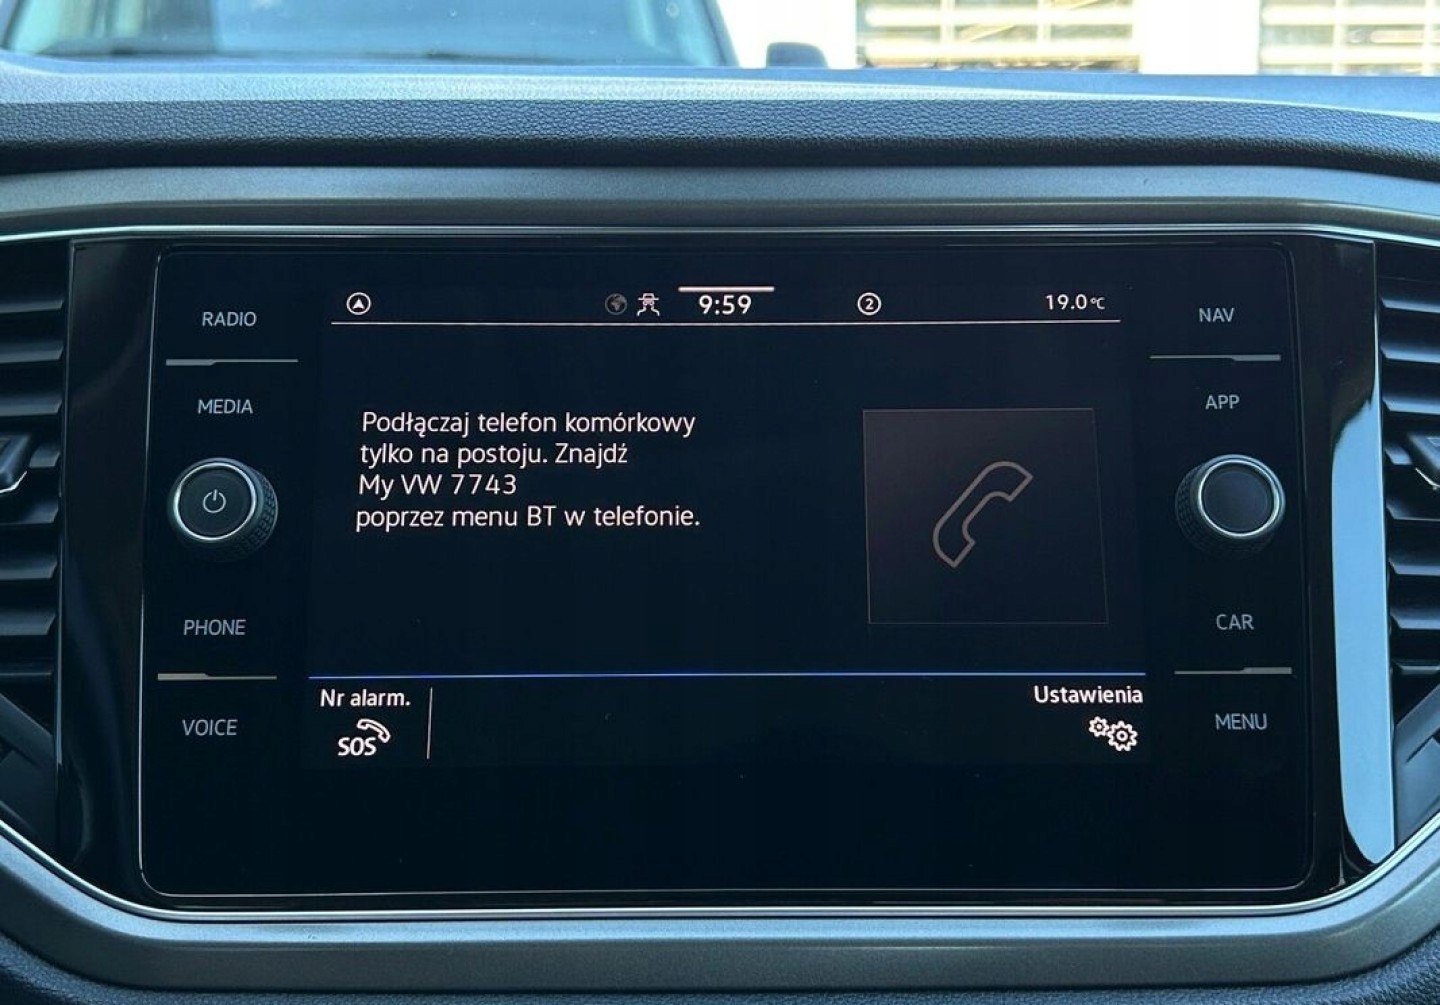 RADIO
9:59
2
19.0°C
NAV
MEDIA
APP
Podłączaj telefon komórkowy
tylko na postoju. Znajdź
My VW 7743
poprzez menu BT w telefonie.
PHONE
CAR
Nr alarm.
SOS
Ustawienia
VOICE
MENU